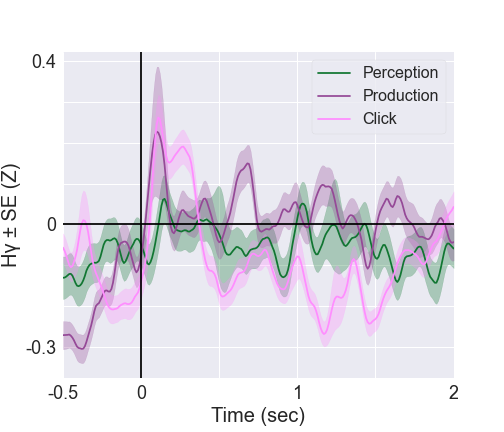 0.4
Perception
Production
Click
Hγ ± SE (Z)
0
-0.3
-0.5
0
1
2
Time (sec)